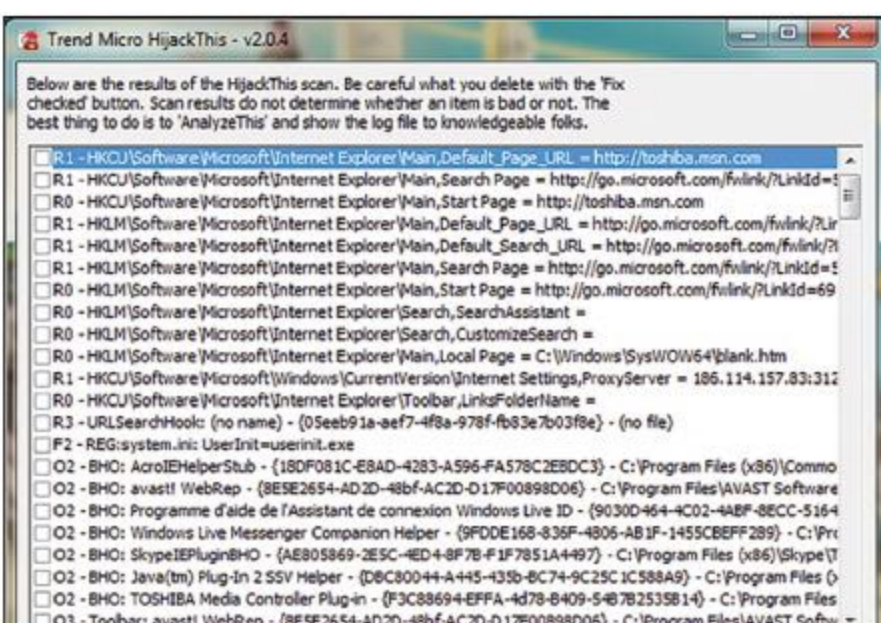 Trend Micro HijackThis - v2.0.4
Below are the results of the HijackThis scan. Be careful what you delete with the 'Fix
checked' button. Scan results do not determine whether an item is bad or not. The
best thing to do is to 'AnalyzeThis' and show the log file to knowledgeable folks.
R1 - HKCU\Software\Microsoft\Internet Explorer\Main,Default_Page_URL = http://toshiba.msn.com
R1 - HKCU\Software\Microsoft\Internet Explorer\Main,Search Page = http://go.microsoft.com/fwlink/?LinkId=5
R0 - HKCU\Software\Microsoft\Internet Explorer\Main,Start Page = http://toshiba.msn.com
R1 - HKLM\Software\Microsoft\Internet Explorer\Main,Default_Page_URL = http://go.microsoft.com/fwlink/?Lir
R1 - HKLM\Software\Microsoft\Internet Explorer\Main,Default_Search_URL = http://go.microsoft.com/fwlink/?l
R1 - HKLM\Software\Microsoft\Internet Explorer\Main,Search Page = http://go.microsoft.com/fwlink/?LinkId=5
R0 - HKLM\Software\Microsoft\Internet Explorer\Main,Start Page = http://go.microsoft.com/fwlink/?LinkId=69
R0 - HKLM\Software\Microsoft\Internet Explorer\Search,SearchAssistant =
R0 - HKLM\Software\Microsoft\Internet Explorer\Search,CustomizeSearch =
R0 - HKLM\Software\Microsoft\Internet Explorer\Main,Local Page = C:\Windows\SysWOW64\blank.htm
R1 - HKCU\Software\Microsoft\Windows\CurrentVersion\Internet Settings,ProxyServer = 186.114.157.83:312
R0 - HKCU\Software\Microsoft\Internet Explorer\Toolbar,LinksFolderName =
R3 - URLSearchHook: (no name) - {05eeb91a-aef7-4f8a-978f-fb83e7b03f8e} - (no file)
F2 - REG:system.ini: UserInit=userinit.exe
O2 - BHO: AcroIEHelperStub - {18DF081C-E8AD-4283-A596-FA578C2EBDC3} - C:\Program Files (x86)\Commo
O2 - BHO: avast! WebRep - {8E5E2654-AD2D-48bf-AC2D-D17F00898D06} - C:\Program Files\AVAST Software
O2 - BHO: Programme d'aide de l'Assistant de connexion Windows Live ID - {9030D464-4C02-4ABF-8ECC-5164
O2 - BHO: Windows Live Messenger Companion Helper - {9FDDE16B-836F-4806-AB1F-1455CBEFF289} - C:\Pro
O2 - BHO: SkypeIEPluginBHO - {AE805869-2E5C-4ED4-8F7B-F1F7851A4497} - C:\Program Files (x86)\Skype\T
O2 - BHO: Java(tm) Plug-In 2 SSV Helper - {DBC80044-A445-435b-BC74-9C25C1C588A9} - C:\Program Files (x
O2 - BHO: TOSHIBA Media Controller Plug-in - {F3C88694-EFFA-4d78-B409-54B7B2535B14} - C:\Program Files
O3 - Toolbar: avast! WebRep - {8E5E2654-AD2D-48bf-AC2D-D17F00898D06} - C:\Program Files\AVAST Softw